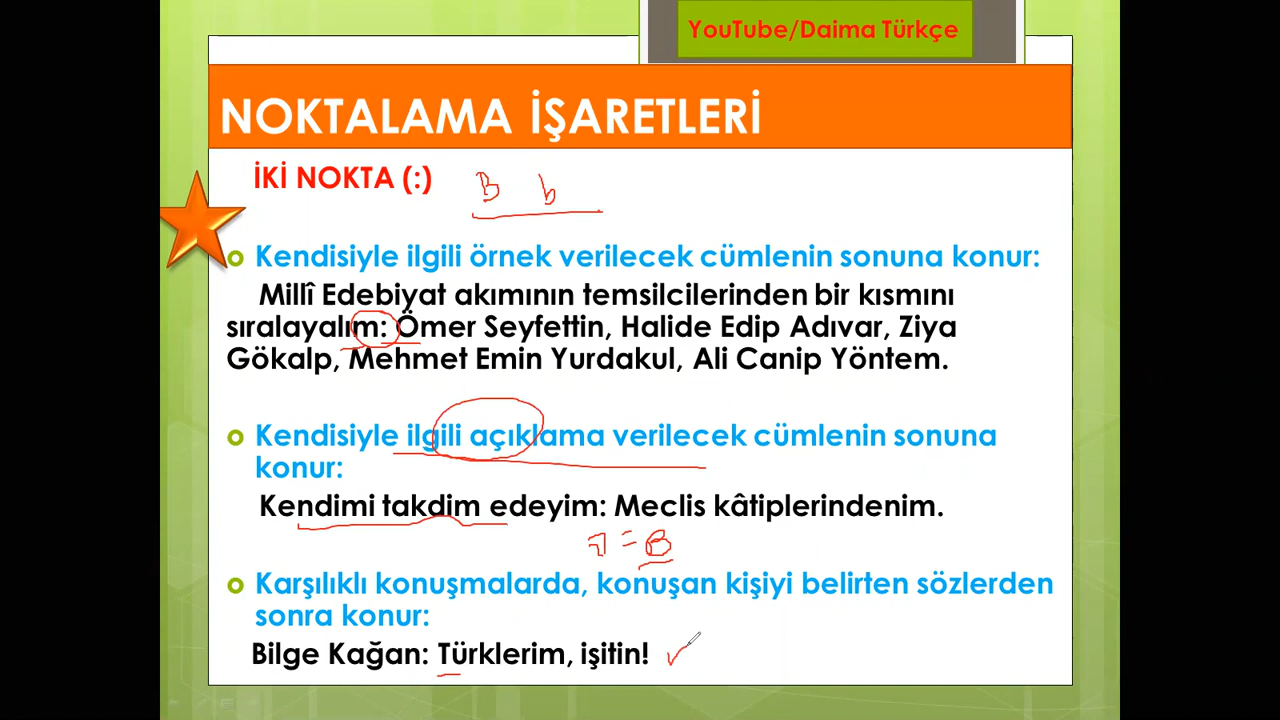 YouTube/Daima Türkçe
NOKTALAMA İŞARETLERİ
İKİ NOKTA (:) B b
Kendisiyle ilgili örnek verilecek cümlenin sonuna konur:
Millî Edebiyat akımının temsilcilerinden bir kısmını
sıralayalım: Ömer Seyfettin, Halide Edip Adıvar, Ziya
Gökalp, Mehmet Emin Yurdakul, Ali Canip Yöntem.
Kendisiyle ilgili açıklama verilecek cümlenin sonuna
konur:
Kendimi takdim edeyim: Meclis kâtiplerindenim.
Karşılıklı konuşmalarda, konuşan kişiyi belirten sözlerden
sonra konur:
Bilge Kağan: Türklerim, işitin!